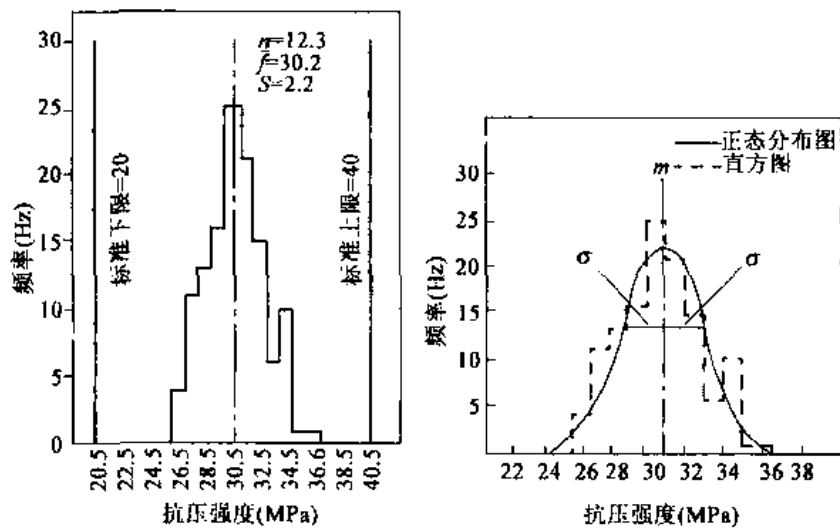 n=12.3
f=30.2
S=2.2
30
25
20
15
10
5
0
频率(Hz)
标准下限=20
标准上限=40
20.5 22.5 24.5 26.5 28.5 30.5 32.5 34.5 36.6 38.5 40.5
抗压强度(MPa)
正态分布图
直方图
m
σ σ
30
25
20
15
10
5
频率(Hz)
22 24 26 28 30 32 34 36 38
抗压强度(MPa)